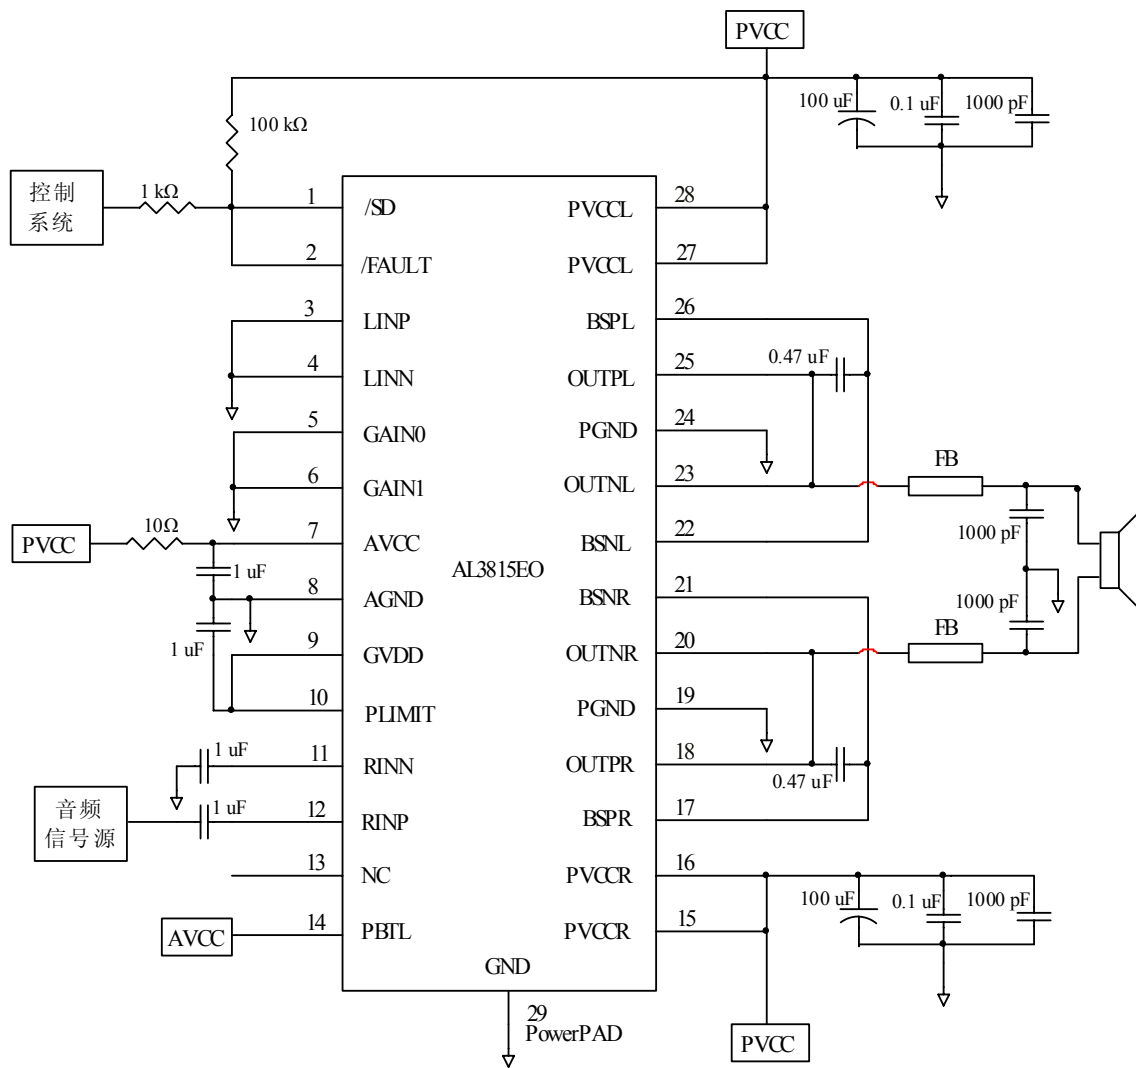 PVCC
100 uF
0.1 uF
1000 pF
100 kΩ
控制
系统
1 kΩ
1
/SD
PVCCL
28
2
/FAULT
PVCCL
27
3
LINP
BSPL
26
4
LINN
OUTPL
25
0.47 uF
5
GAIN0
PGND
24
6
GAIN1
OUTNL
23
FB
PVCC
10Ω
7
AVCC
BSNL
22
1000 pF
1 uF
AL3815EO
8
AGND
BSNR
21
1000 pF
1 uF
9
GVDD
OUTNR
20
FB
10
PLIMIT
PGND
19
1 uF
11
RINN
OUTPR
18
0.47 uF
音频
信号源
1 uF
12
RINP
BSPR
17
13
NC
PVCCR
16
100 uF
0.1 uF
1000 pF
AVCC
14
PBTL
PVCCR
15
GND
29
PowerPAD
PVCC